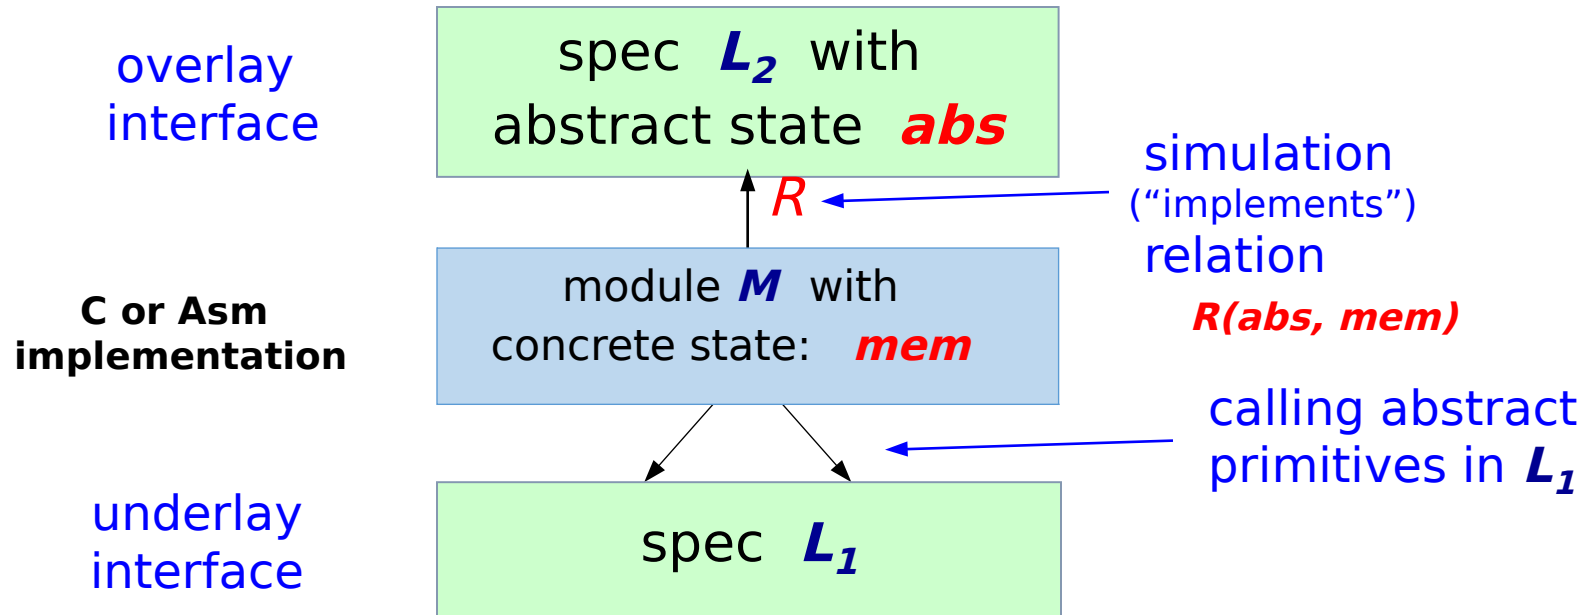 overlay
interface
spec L2 with
abstract state abs
R
simulation
(“implements”)
relation
R(abs, mem)
C or Asm
implementation
module M with
concrete state: mem
calling abstract
primitives in L1
underlay
interface
spec L1